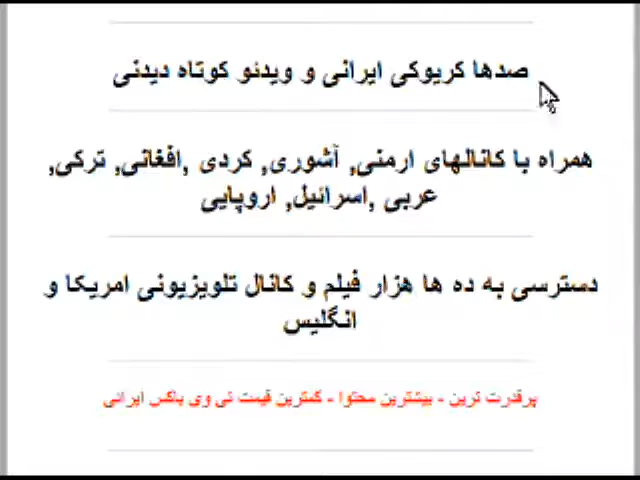 صدها کریوکی ایرانی و ویدئو کوتاه دیدنی
همراه با کانالهای ارمنی, آشوری, کردی ,افغانی, ترکی,
عربی ,اسرائیل, اروپایی
دسترسی به ده ها هزار فیلم و کانال تلویزیونی امریکا و
انگلیس
پرقدرت ترین - بیشترین محتوا - کمترین قیمت تی وی باکس ایرانی